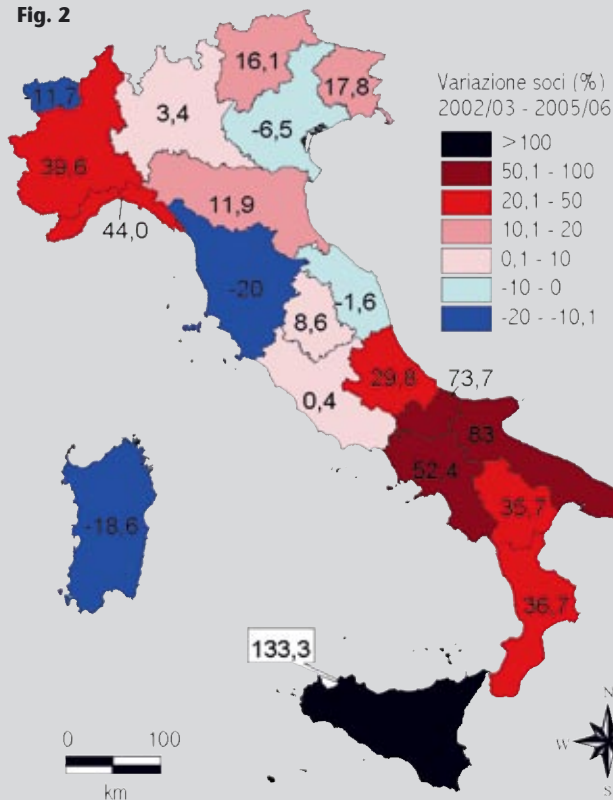 Fig. 2
Variazione soci (%)
2002/03 - 2005/06
>100
50,1 - 100
20,1 - 50
10,1 - 20
0,1 - 10
-10 - 0
-20 - -10,1
16,1
17,8
11,7
3,4
-6,5
39,6
11,9
44,0
-20
-1,6
8,6
29,8
73,7
0,4
83
52,4
35,7
-18,6
36,7
133,3
0 100
km
N
W
S